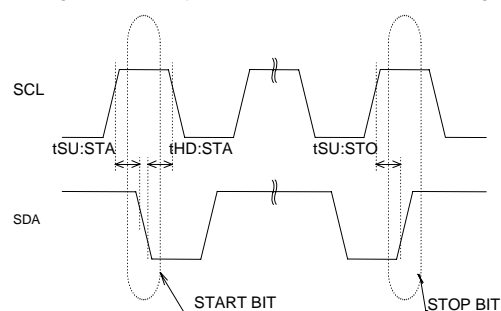 SCL
tSU:STA
tHD:STA
tSU:STO
SDA
START BIT
STOP BIT